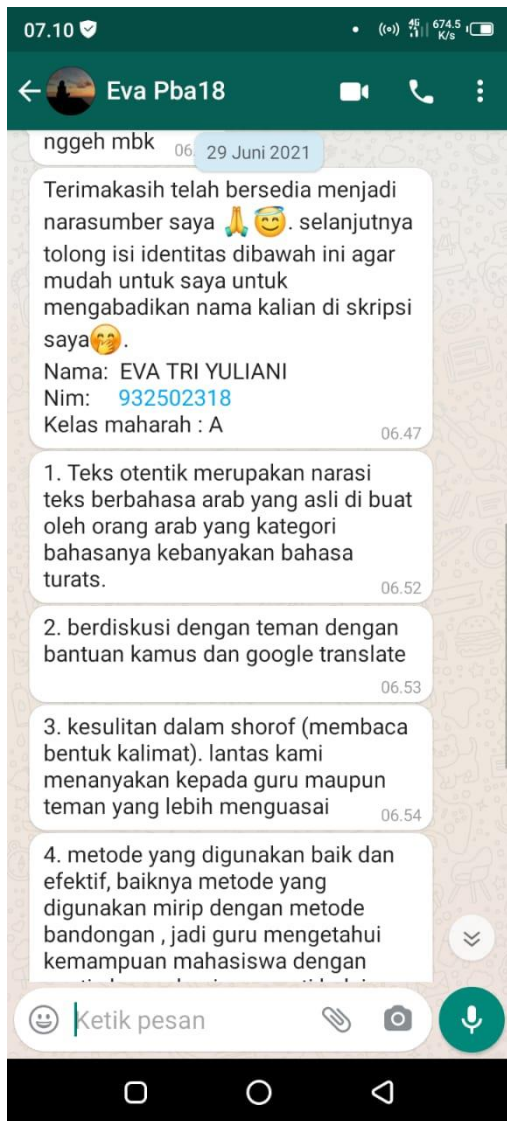 07.10
4G 674.5 K/s
Eva Pba18
nggeh mbk 06.
29 Juni 2021
Terimakasih telah bersedia menjadi
narasumber saya 🙏😇. selanjutnya
tolong isi identitas dibawah ini agar
mudah untuk saya untuk
mengabadikan nama kalian di skripsi
saya🤭.
Nama: EVA TRI YULIANI
Nim: 932502318
Kelas maharah : A
06.47
1. Teks otentik merupakan narasi
teks berbahasa arab yang asli di buat
oleh orang arab yang kategori
bahasanya kebanyakan bahasa
turats.
06.52
2. berdiskusi dengan teman dengan
bantuan kamus dan google translate
06.53
3. kesulitan dalam shorof (membaca
bentuk kalimat). lantas kami
menanyakan kepada guru maupun
teman yang lebih menguasai
06.54
4. metode yang digunakan baik dan
efektif, baiknya metode yang
digunakan mirip dengan metode
bandongan , jadi guru mengetahui
kemampuan mahasiswa dengan
Ketik pesan